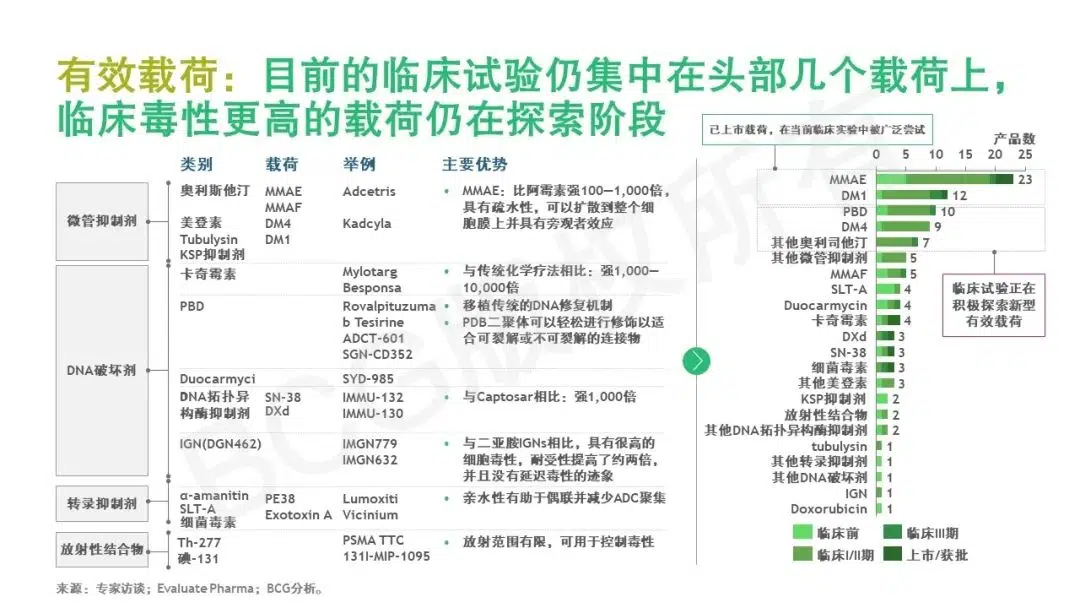 有效载荷：目前的临床试验仍集中在头部几个载荷上，
临床毒性更高的载荷仍在探索阶段
类别 载荷 举例 主要优势
微管抑制剂
奥利斯他汀 MMAE Adcetris
MMAF
美登素 DM4 Kadcyla
Tubulysin DM1
KSP抑制剂
• MMAE：比阿霉素强100—1,000倍，
具有疏水性，可以扩散到整个细
胞膜上并具有旁观者效应
DNA破坏剂
卡奇霉素 Mylotarg
Besponsa
• 与传统化学疗法相比：强1,000—
10,000倍
PBD Rovalpituzuma
b Tesirine
ADCT-601
SGN-CD352
• 移植传统的DNA修复机制
• PDB二聚体可以轻松进行修饰以适
合可裂解或不可裂解的连接物
Duocarmyci SYD-985
DNA拓扑异 SN-38 IMMU-132
构酶抑制剂 DXd IMMU-130
• 与Captosar相比：强1,000倍
IGN(DGN462) IMGN779
IMGN632
• 与二亚胺IGNs相比，具有很高的
细胞毒性，耐受性提高了约两倍，
并且没有延迟毒性的迹象
转录抑制剂
α-amanitin PE38 Lumoxiti
SLT-A Exotoxin A Vicinium
细菌毒素
• 亲水性有助于偶联并减少ADC聚集
放射性结合物
Th-277 PSMA TTC
碘-131 131I-MIP-1095
• 放射范围有限，可用于控制毒性
已上市载荷，在当前临床实验中被广泛尝试
产品数
0 5 10 15 20 25
MMAE 23
DM1 12
PBD 10
DM4 9
其他奥利司他汀 7
其他微管抑制剂 5
MMAF 5
SLT-A 4
Duocarmycin 4
卡奇霉素 4
DXd 3
SN-38 3
细菌毒素 3
其他美登素 3
KSP抑制剂 2
放射性结合物 2
其他DNA拓扑异构酶抑制剂 2
tubulysin 1
其他转录抑制剂 1
其他DNA破坏剂 1
IGN 1
Doxorubicin 1
临床试验正在
积极探索新型
有效载荷
临床前 临床III期
临床I/II期 上市/获批
来源：专家访谈；Evaluate Pharma；BCG分析。
BCG版权所有